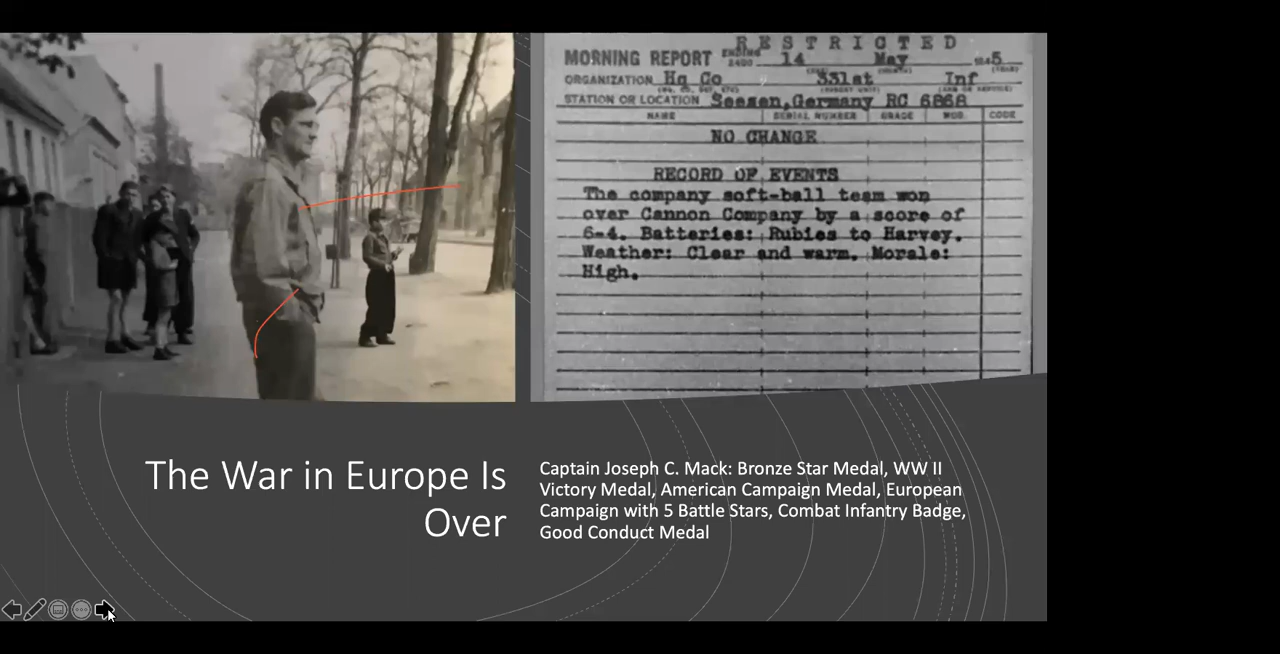 RESTRICTED
MORNING REPORT ENDING 2400 14 May 1945
ORGANIZATION Hq Co 331st Inf
STATION OR LOCATION Seesen,Germany RC 6868
NAME SERIAL NUMBER GRADE MOS CODE
NO CHANGE
RECORD OF EVENTS
The company soft-ball team won
over Cannon Company by a score of
6-4. Batteries: Rubies to Harvey.
Weather: Clear and warm. Morale:
High.
The War in Europe Is
Over
Captain Joseph C. Mack: Bronze Star Medal, WW II
Victory Medal, American Campaign Medal, European
Campaign with 5 Battle Stars, Combat Infantry Badge,
Good Conduct Medal